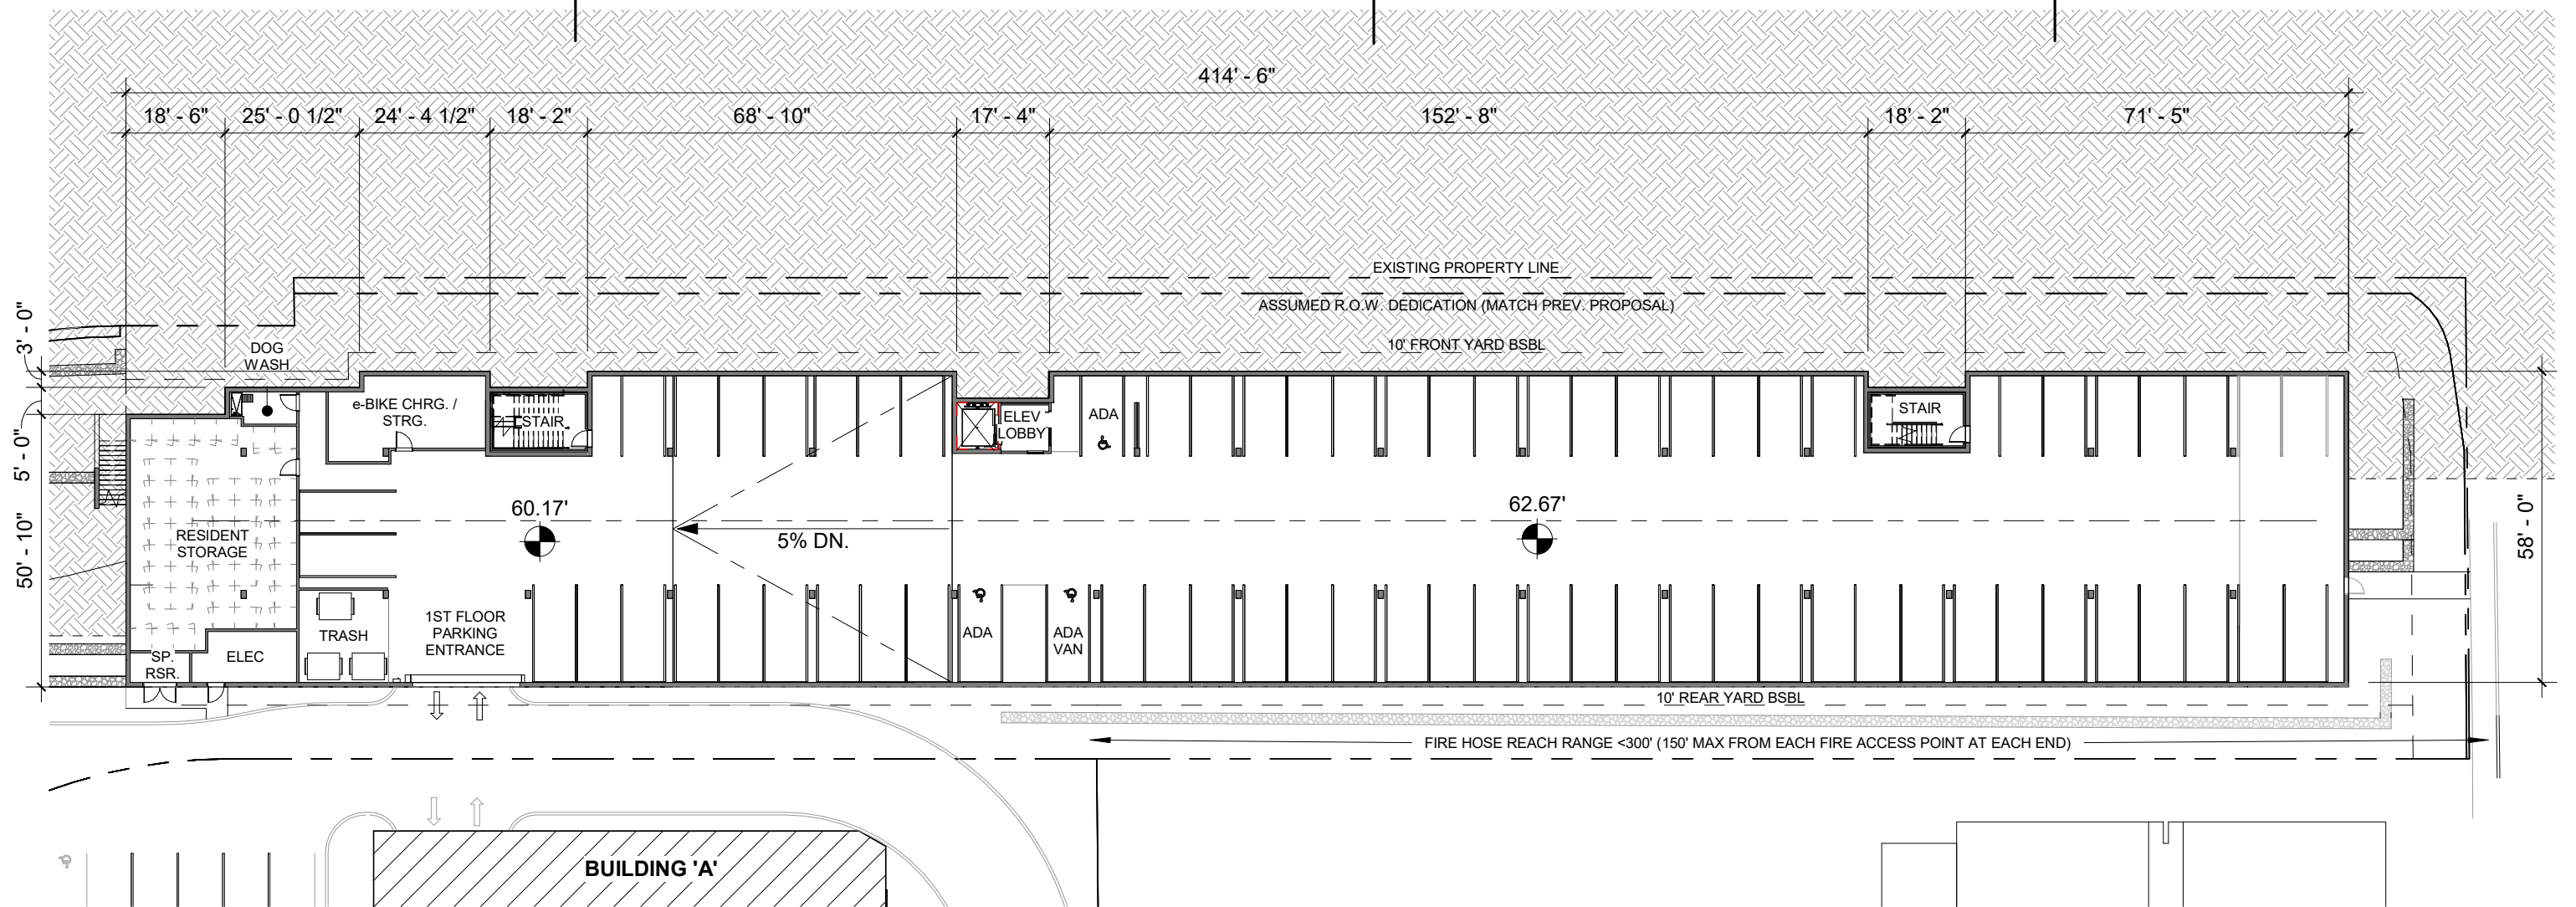 414' - 6"
18' - 6"
25' - 0 1/2"
24' - 4 1/2"
18' - 2"
68' - 10"
17' - 4"
152' - 8"
18' - 2"
71' - 5"
EXISTING PROPERTY LINE
ASSUMED R.O.W. DEDICATION (MATCH PREV. PROPOSAL)
10' FRONT YARD BSBL
3' - 0"
5' - 0"
50' - 10"
58' - 0"
DOG
WASH
e-BIKE CHRG. /
STRG.
STAIR
ELEV
LOBBY
ADA
STAIR
RESIDENT
STORAGE
60.17'
5% DN.
62.67'
TRASH
1ST FLOOR
PARKING
ENTRANCE
ADA
ADA
VAN
SP.
RSR.
ELEC
10' REAR YARD BSBL
FIRE HOSE REACH RANGE <300' (150' MAX FROM EACH FIRE ACCESS POINT AT EACH END)
BUILDING 'A'